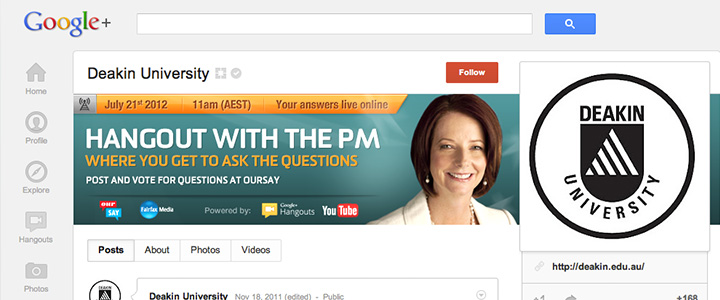 Google+
Deakin University
Follow
July 21st 2012 11am (AEST) Your answers live online
HANGOUT WITH THE PM
WHERE YOU GET TO ASK THE QUESTIONS
POST AND VOTE FOR QUESTIONS AT OURSAY
OUR
SAY
Fairfax Media
Powered by:
Google+
Hangouts
YouTube
DEAKIN
UNIVERSITY
Home
Profile
Explore
Hangouts
Photos
Posts
About
Photos
Videos
http://deakin.edu.au/
DEAKIN
Deakin University Nov 18, 2011 (edited) - Public
+1
+168